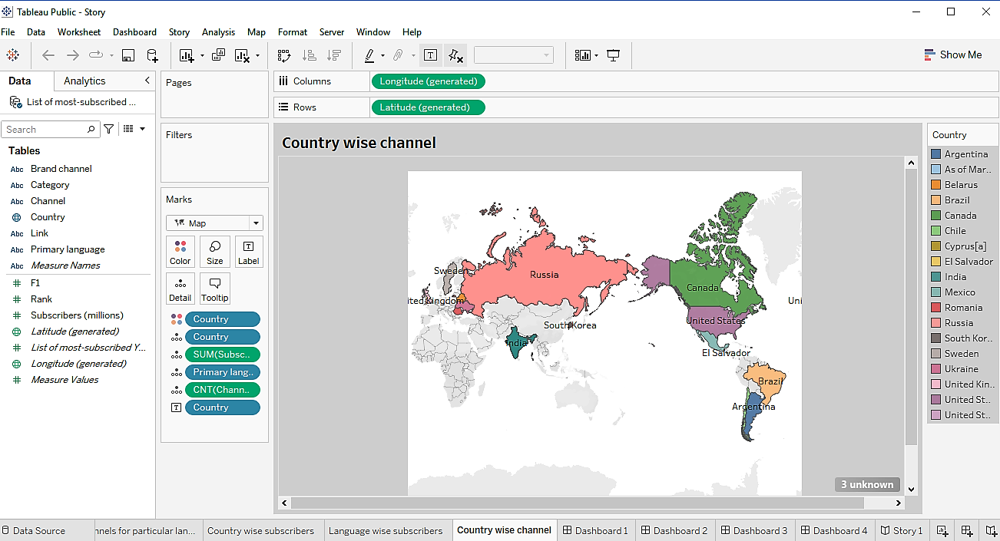 Tableau Public - Story
File Data Worksheet Dashboard Story Analysis Map Format Server Window Help
Show Me
Data Analytics
List of most-subscribed ...
Search
Tables
Abc Brand channel
Abc Category
Abc Channel
Country
Abc Link
Abc Primary language
Abc Measure Names
# F1
# Rank
# Subscribers (millions)
Latitude (generated)
# List of most-subscribed Y...
Longitude (generated)
# Measure Values
Pages
Filters
Marks
Map
Color Size Label
Detail Tooltip
Country
Country
SUM(Subsc..
Primary lang..
CNT(Chann..
Country
Columns Longitude (generated)
Rows Latitude (generated)
Country wise channel
Sweden
Russia
ited Kingdom
Canada
Uni
South Korea
United States
India
El Salvador
Brazil
Argentina
3 unknown
Country
Argentina
As of Mar..
Belarus
Brazil
Canada
Chile
Cyprus[a]
El Salvador
India
Mexico
Romania
Russia
South Kor..
Sweden
Ukraine
United Kin..
United St..
United St..
Data Source nnels for particular lan... Country wise subscribers Language wise subscribers Country wise channel Dashboard 1 Dashboard 2 Dashboard 3 Dashboard 4 Story 1